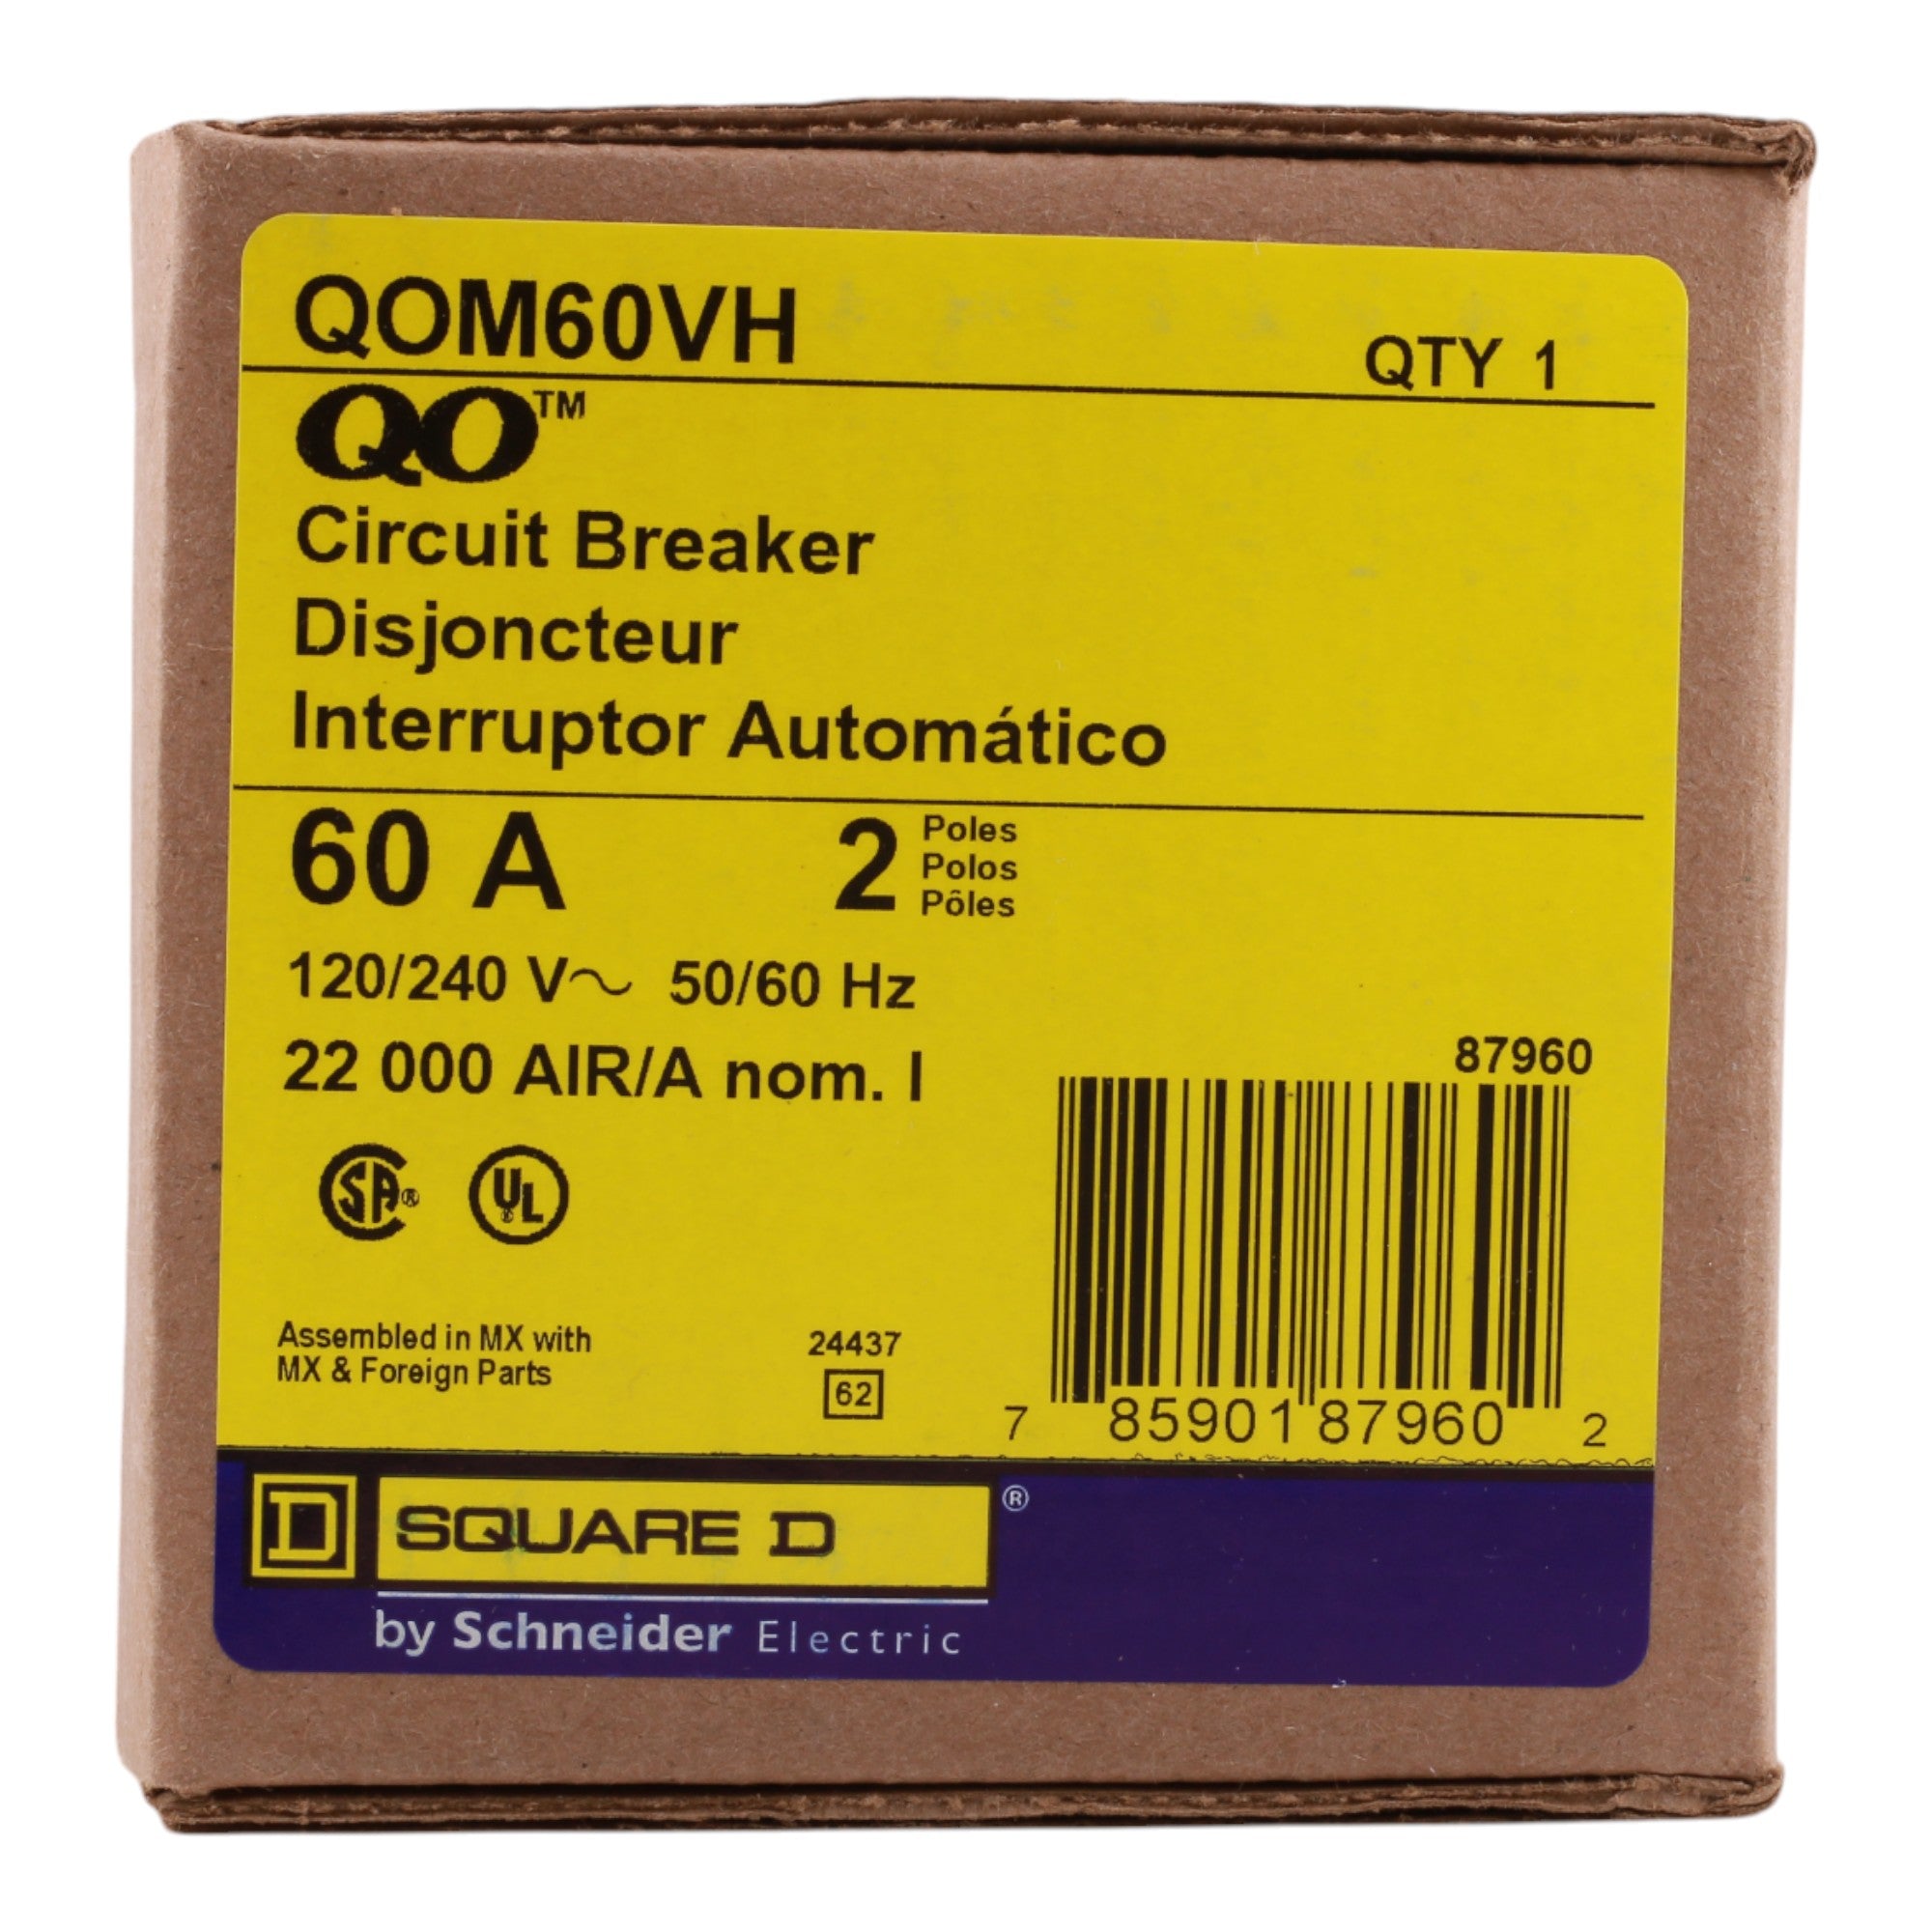 QOM60VH
QTY 1
QO™
Circuit Breaker
Disjoncteur
Interruptor Automático
60 A
2
Poles
Polos
Pôles
120/240 V~ 50/60 Hz
22 000 AIR/A nom. I
87960
SA®
UL®
Assembled in MX with
MX & Foreign Parts
24437
62
7 85901 87960 2
D SQUARE D ®
by Schneider Electric